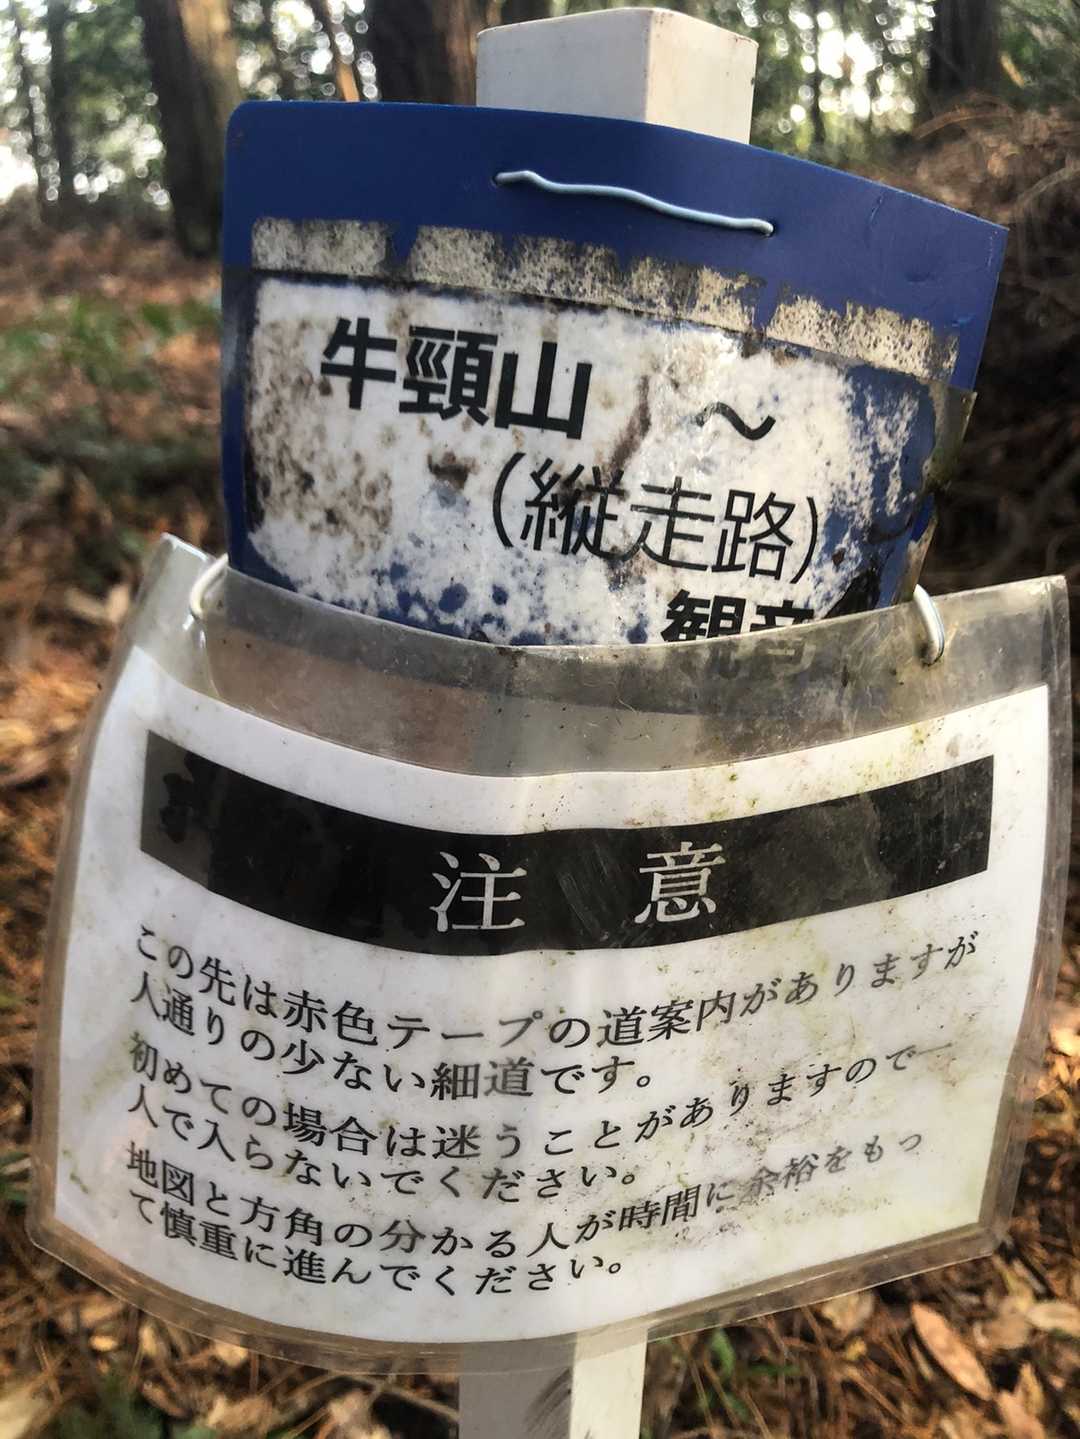 牛頸山 ～
(縦走路)
観音
注 意
この先は赤色テープの道案内がありますが
人通りの少ない細道です。
初めての場合は迷うことがありますので一
人で入らないでください。
地図と方角の分かる人が時間に余裕をもっ
て慎重に進んでください。